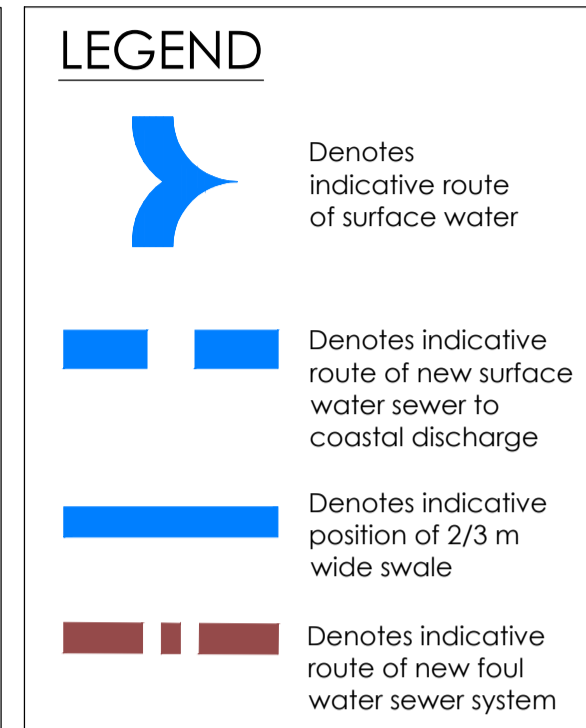 LEGEND
Denotes
indicative route
of surface water
Denotes indicative
route of new surface
water sewer to
coastal discharge
Denotes indicative
position of 2/3 m
wide swale
Denotes indicative
route of new foul
water sewer system